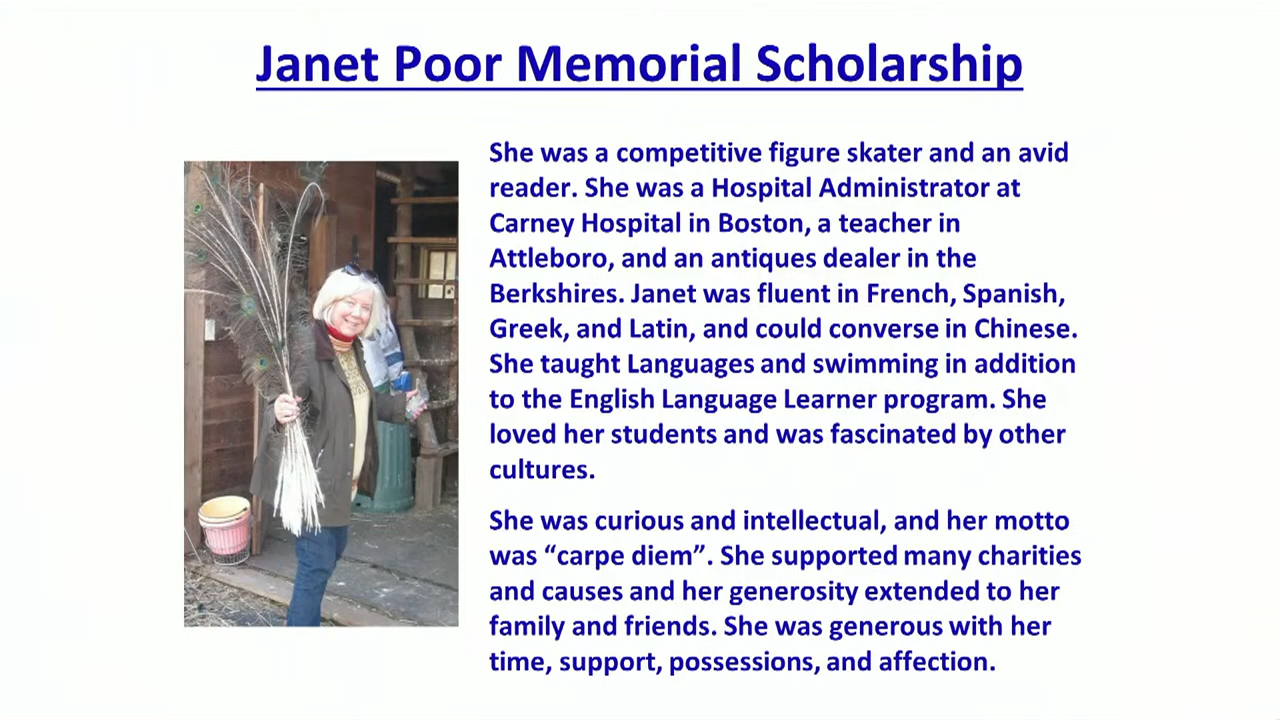 Janet Poor Memorial Scholarship
She was a competitive figure skater and an avid
reader. She was a Hospital Administrator at
Carney Hospital in Boston, a teacher in
Attleboro, and an antiques dealer in the
Berkshires. Janet was fluent in French, Spanish,
Greek, and Latin, and could converse in Chinese.
She taught Languages and swimming in addition
to the English Language Learner program. She
loved her students and was fascinated by other
cultures.
She was curious and intellectual, and her motto
was “carpe diem”. She supported many charities
and causes and her generosity extended to her
family and friends. She was generous with her
time, support, possessions, and affection.